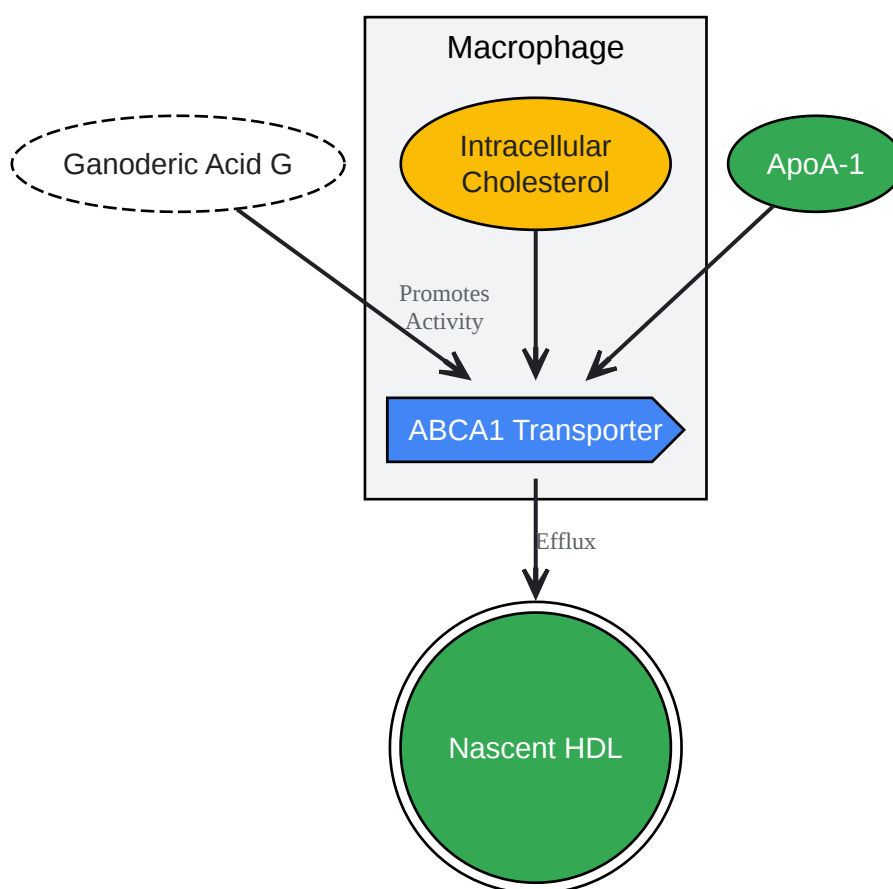 Macrophage
Ganoderic Acid G
Intracellular
Cholesterol
ApoA-1
Promotes
Activity
ABCA1 Transporter
Efflux
Nascent HDL